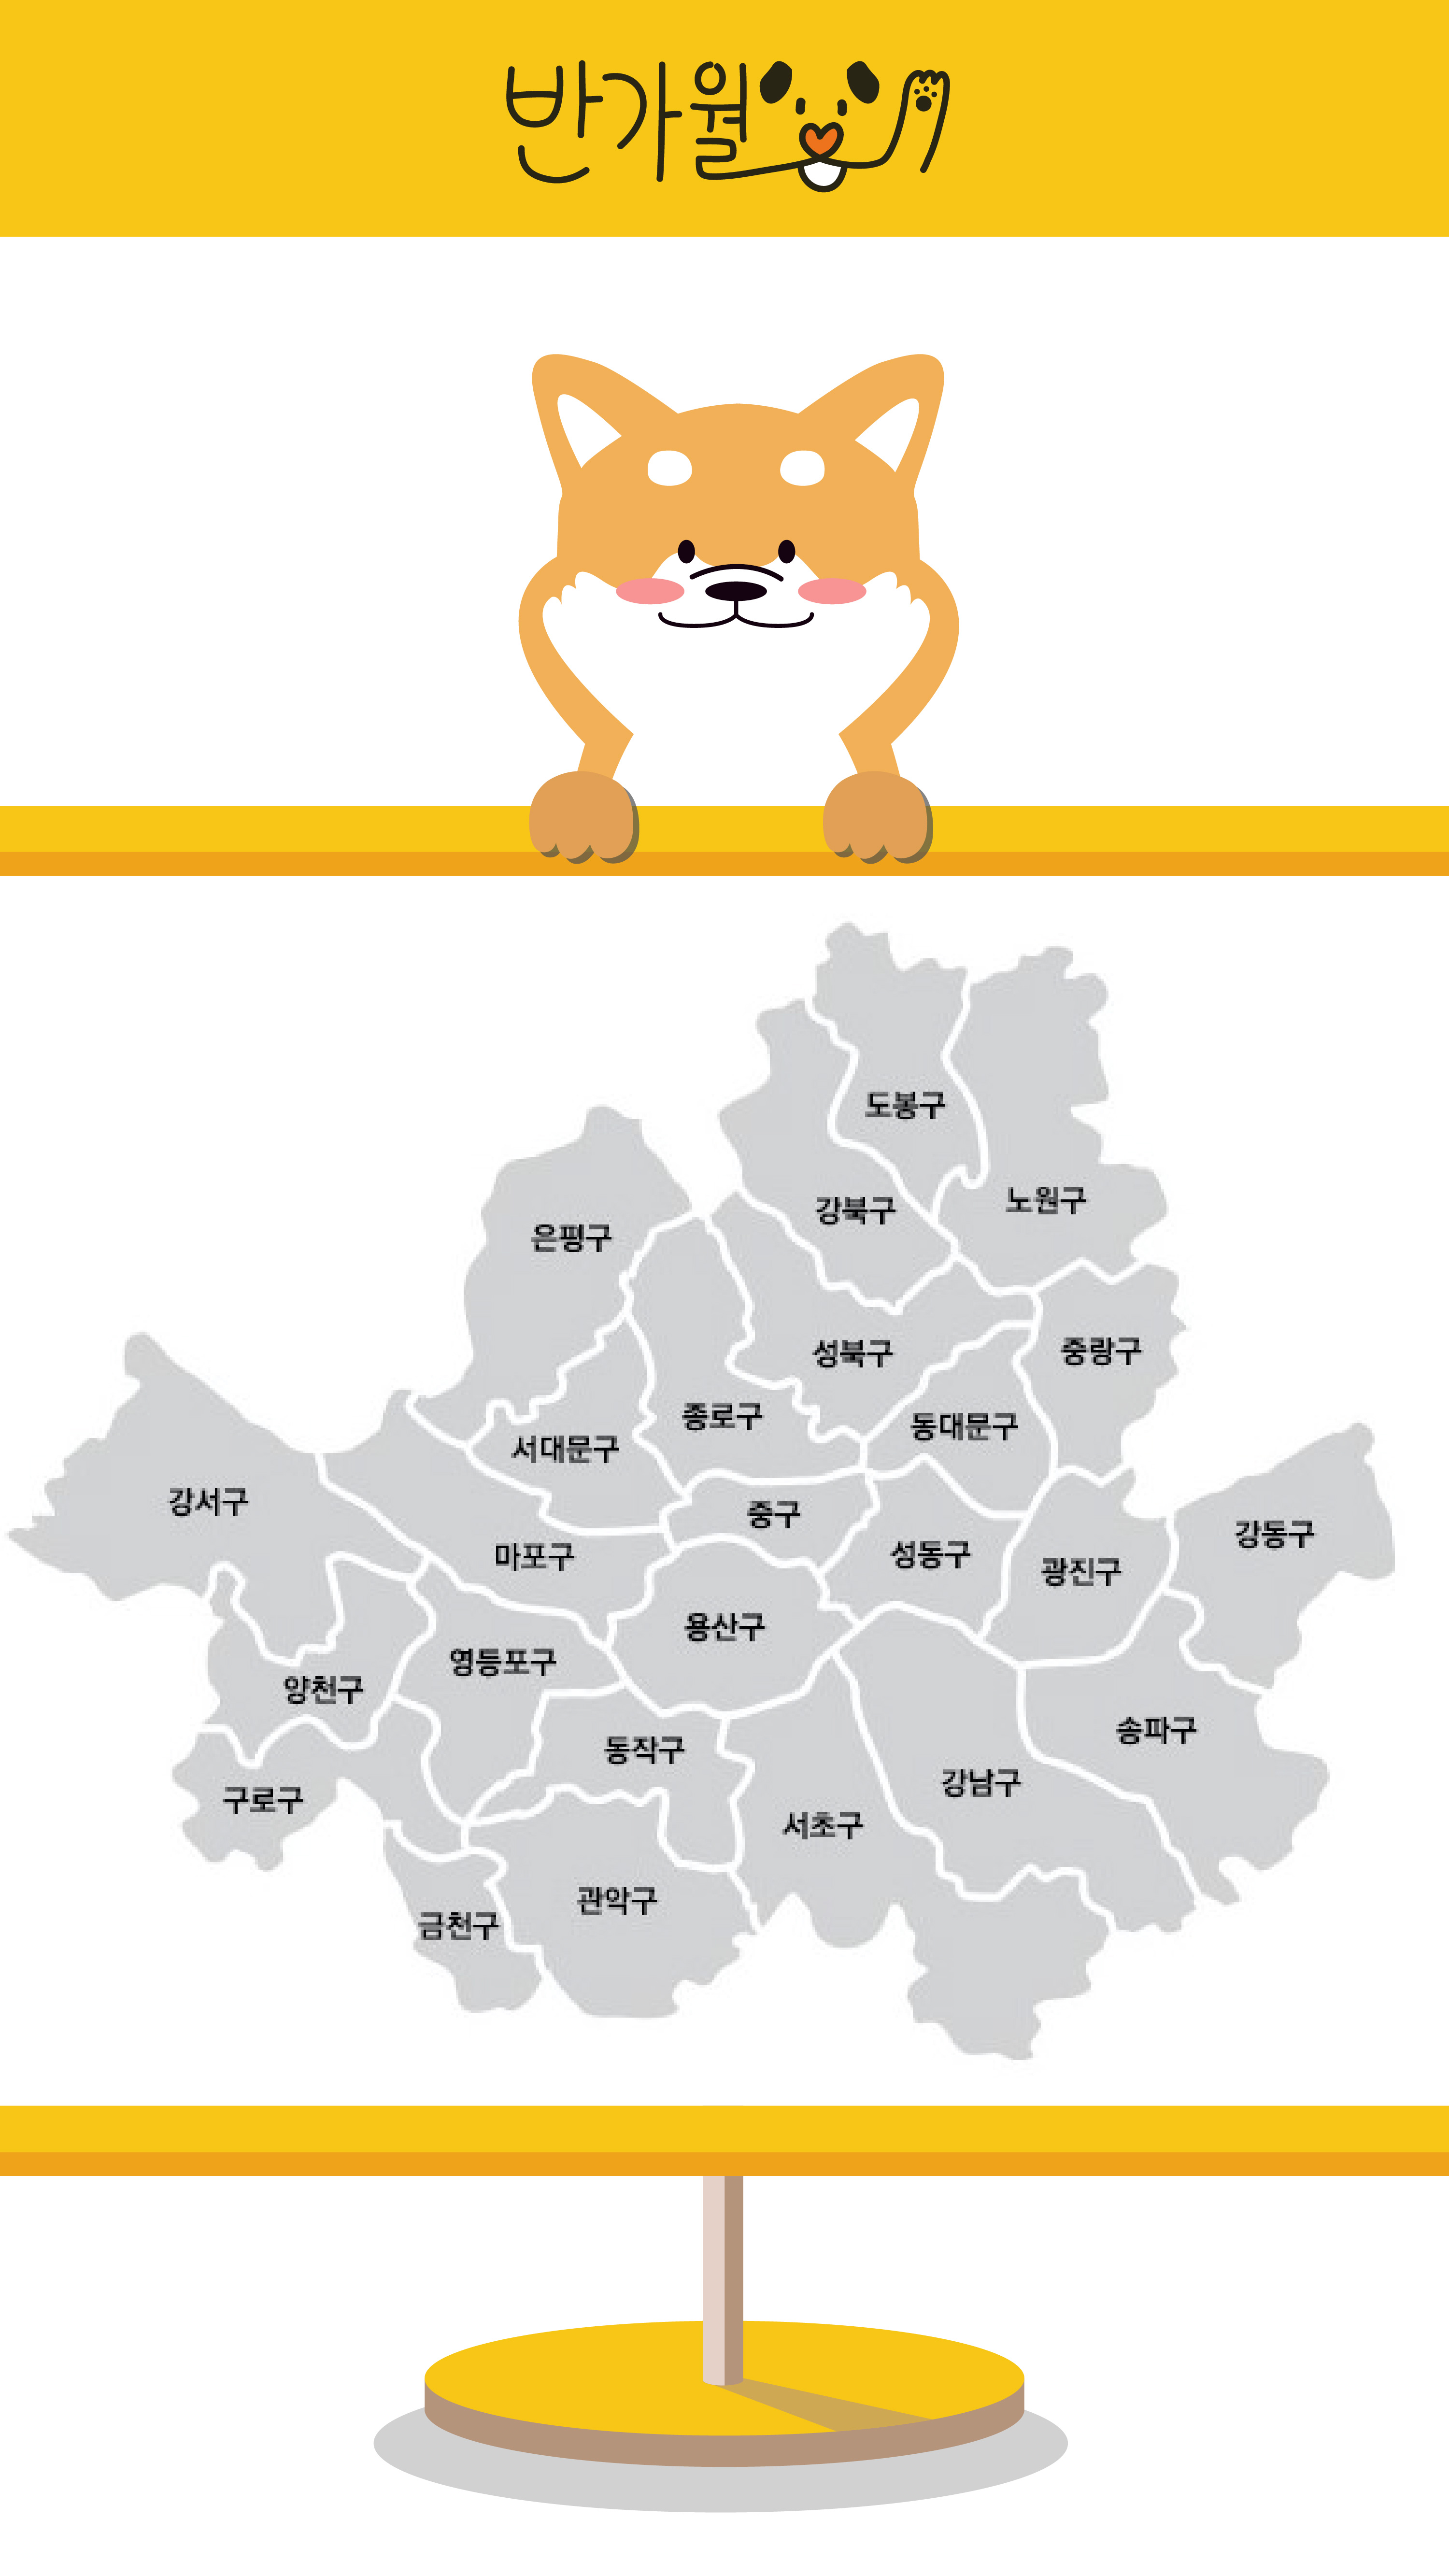 반가워
도봉구
노원구
강북구
은평구
성북구
중랑구
종로구
동대문구
서대문구
강서구
중구
강동구
마포구
성동구
광진구
용산구
영등포구
양천구
송파구
동작구
강남구
구로구
서초구
관악구
금천구